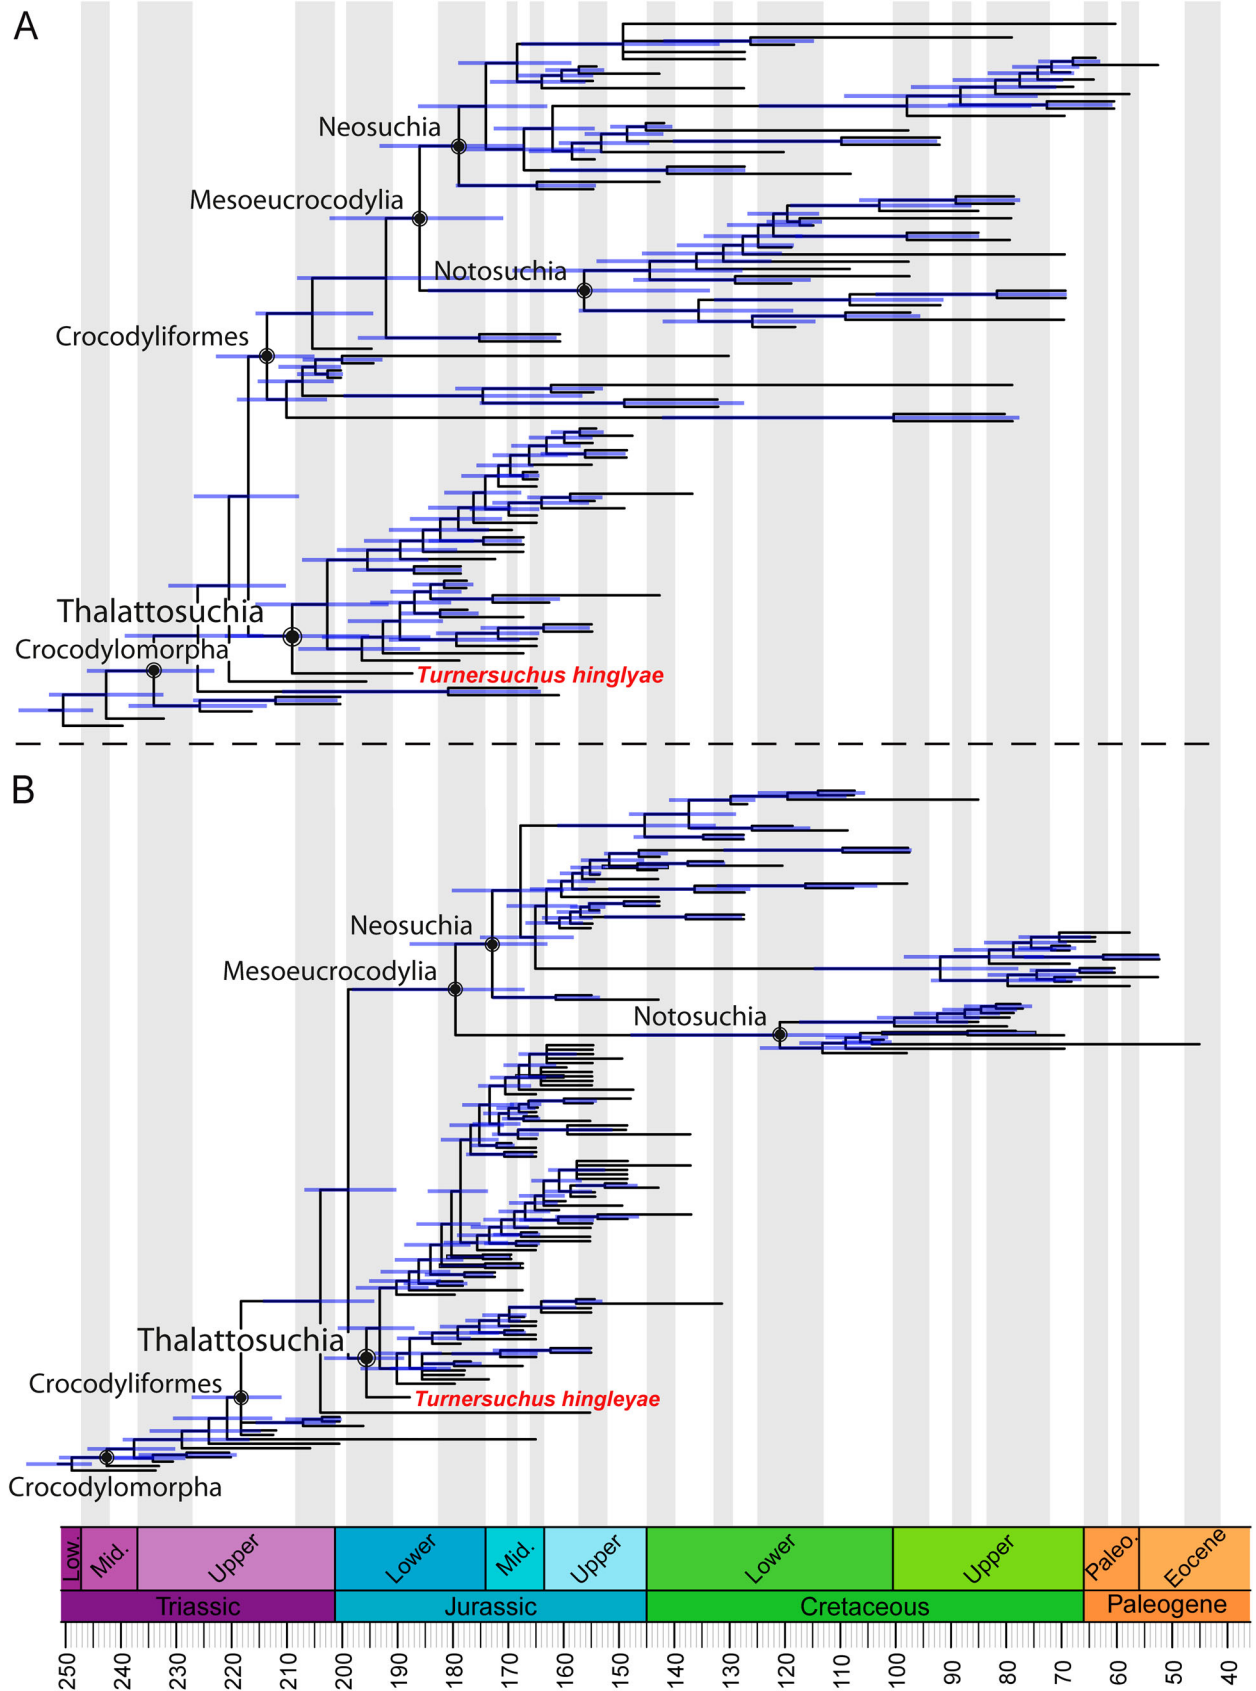 A
Neosuchia
Mesoeucrocodylia
Notosuchia
Crocodyliformes
Thalattosuchia
Crocodylomorpha
Turnersuchus hinglyae
B
Neosuchia
Mesoeucrocodylia
Notosuchia
Thalattosuchia
Crocodyliformes
Turnersuchus hingleyae
Crocodylomorpha
Low. Mid. Upper Lower Mid. Upper Lower Upper Paleo. Eocene
Triassic Jurassic Cretaceous Paleogene
250 240 230 220 210 200 190 180 170 160 150 140 130 120 110 100 90 80 70 60 50 40